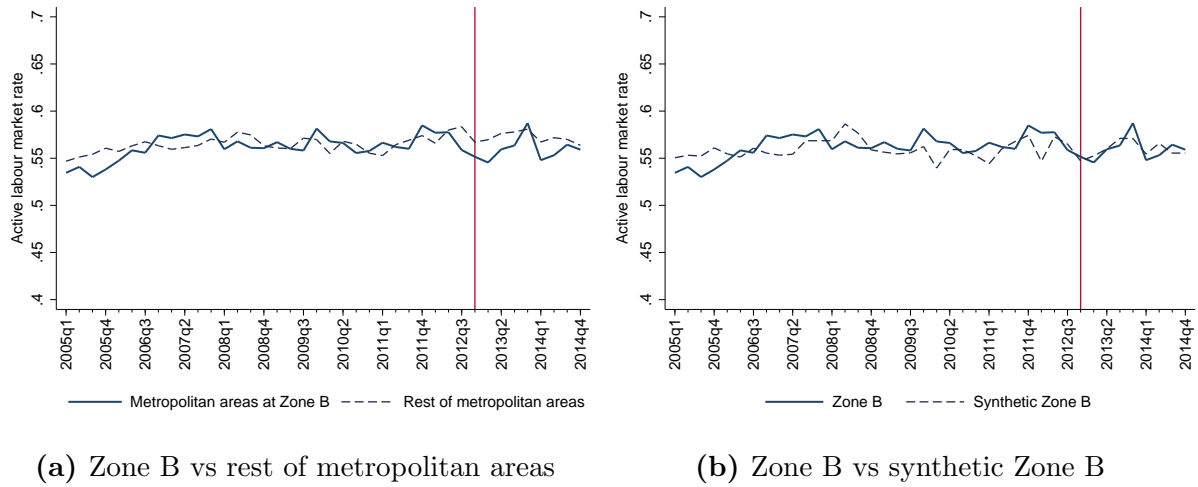 Active labour market rate
.7
.65
.6
.55
.5
.45
.4
2005q1
2005q4
2006q3
2007q2
2008q1
2008q4
2009q3
2010q2
2011q1
2011q4
2012q3
2013q2
2014q1
2014q4
Metropolitan areas at Zone B
Rest of metropolitan areas
(a) Zone B vs rest of metropolitan areas
Active labour market rate
.7
.65
.6
.55
.5
.45
.4
2005q1
2005q4
2006q3
2007q2
2008q1
2008q4
2009q3
2010q2
2011q1
2011q4
2012q3
2013q2
2014q1
2014q4
Zone B
Synthetic Zone B
(b) Zone B vs synthetic Zone B